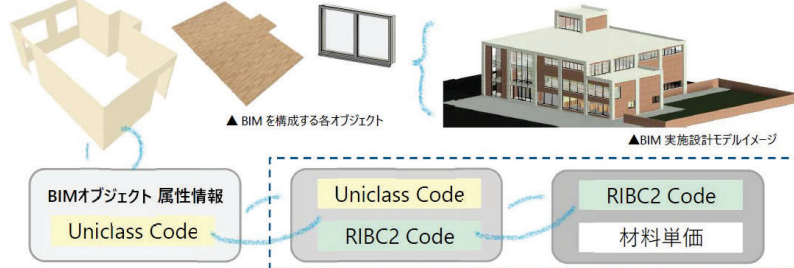 ▲ BIM を構成する各オブジェクト
▲BIM 実施設計モデルイメージ
BIMオブジェクト 属性情報
Uniclass Code
Uniclass Code
RIBC2 Code
RIBC2 Code
材料単価